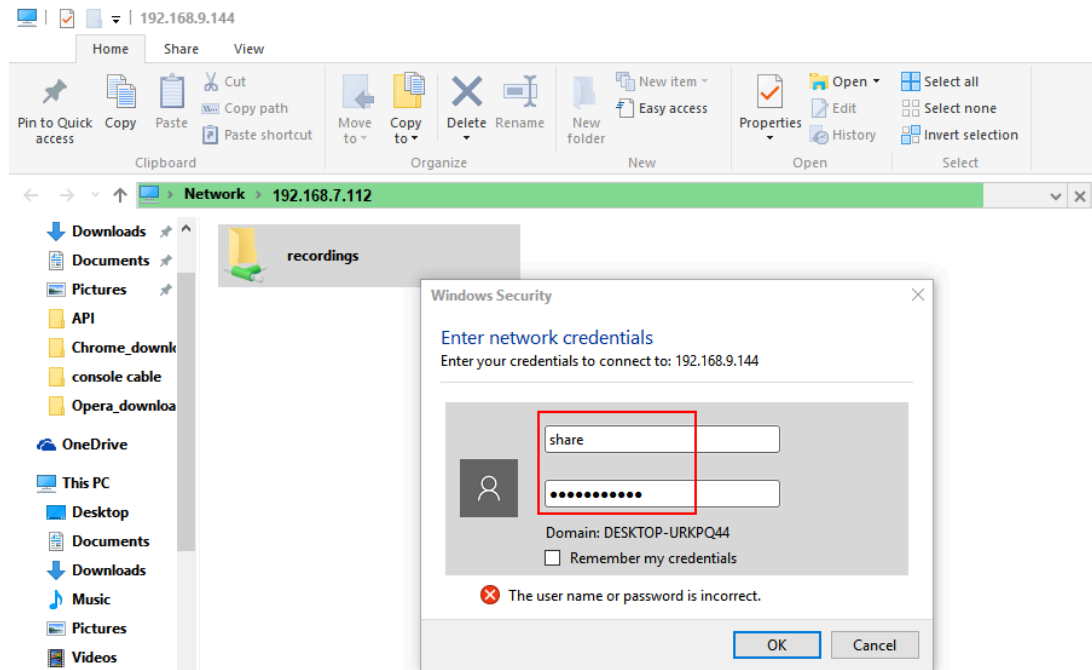 192.168.9.144
Home Share View
Pin to Quick access
Copy
Paste
Cut
Copy path
Paste shortcut
Clipboard
Move to
Copy to
Delete
Rename
Organize
New folder
New item
Easy access
New
Properties
Open
Edit
History
Open
Select all
Select none
Invert selection
Select
Network > 192.168.7.112
Downloads
Documents
Pictures
API
Chrome_downl
console cable
Opera_downloa
OneDrive
This PC
Desktop
Documents
Downloads
Music
Pictures
Videos
recordings
Windows Security
Enter network credentials
Enter your credentials to connect to: 192.168.9.144
share
Domain: DESKTOP-URKPQ44
Remember my credentials
The user name or password is incorrect.
OK Cancel